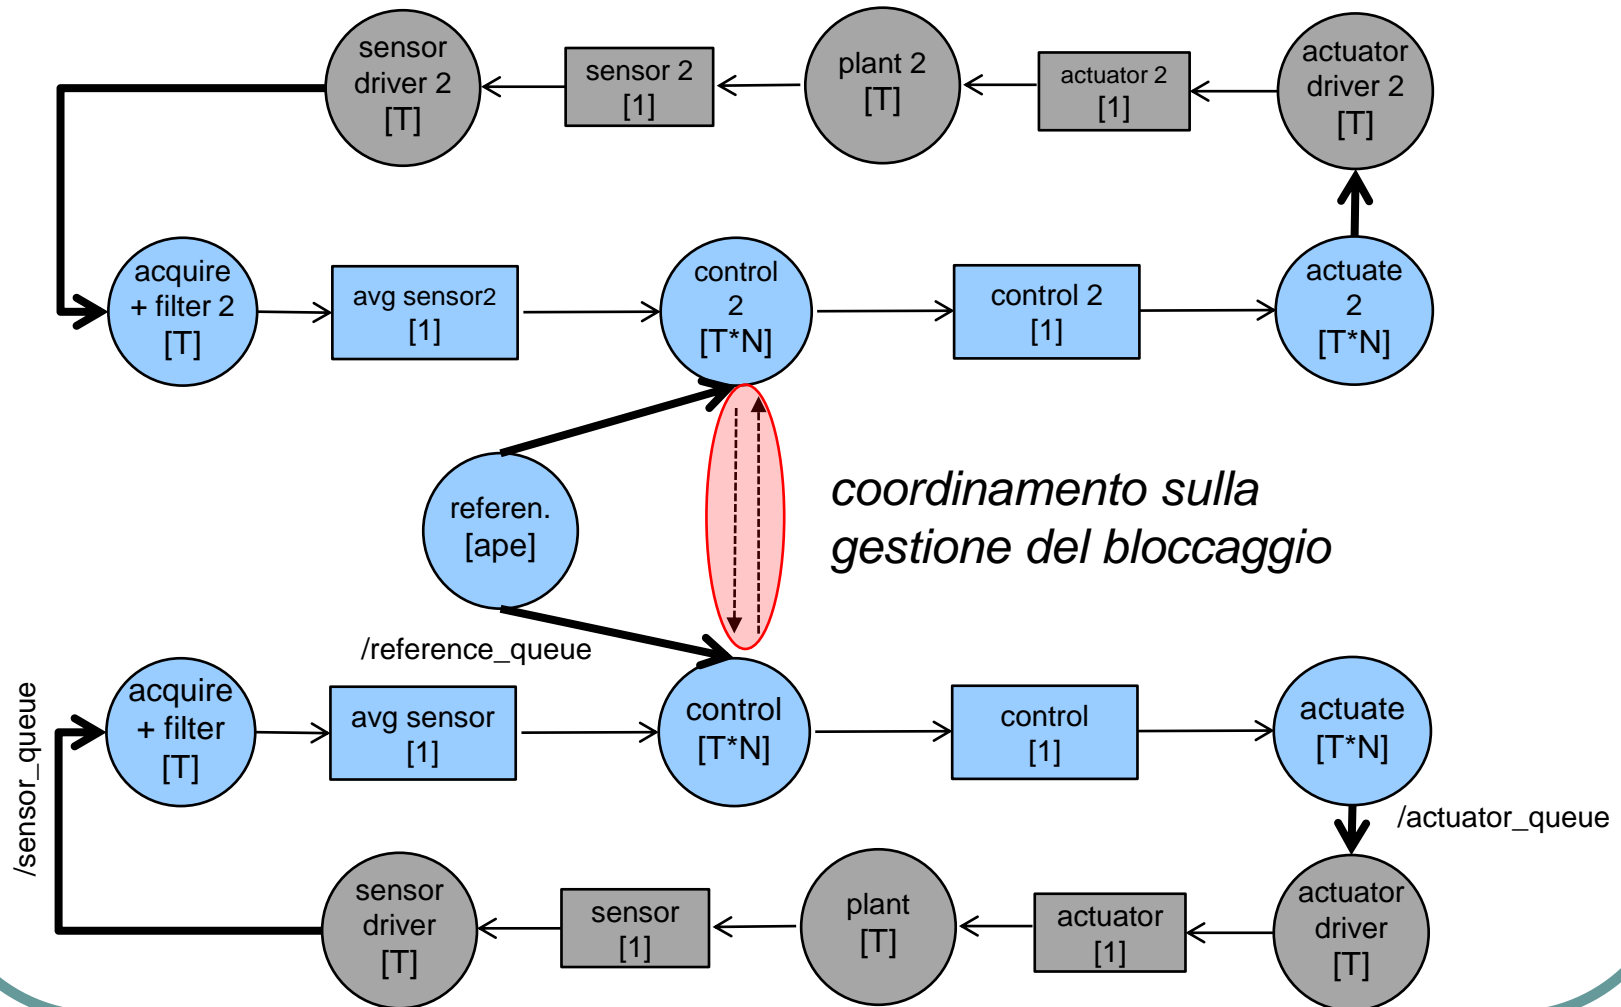 sensor
driver 2
[T]
sensor 2
[1]
plant 2
[T]
actuator 2
[1]
actuator
driver 2
[T]
acquire
+ filter 2
[T]
avg sensor2
[1]
control
2
[T*N]
control 2
[1]
actuate
2
[T*N]
referen.
[ape]
coordinamento sulla
gestione del bloccaggio
/reference_queue
/sensor_queue
acquire
+ filter
[T]
avg sensor
[1]
control
[T*N]
control
[1]
actuate
[T*N]
/actuator_queue
sensor
driver
[T]
sensor
[1]
plant
[T]
actuator
[1]
actuator
driver
[T]